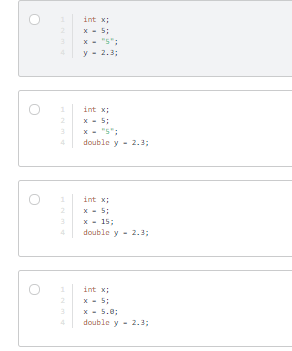 1 int x;
2 x = 5;
3 x = "5";
4 y = 2.3;
1 int x;
2 x = 5;
3 x = "5";
4 double y = 2.3;
1 int x;
2 x = 5;
3 x = 15;
4 double y = 2.3;
1 int x;
2 x = 5;
3 x = 5.0;
4 double y = 2.3;